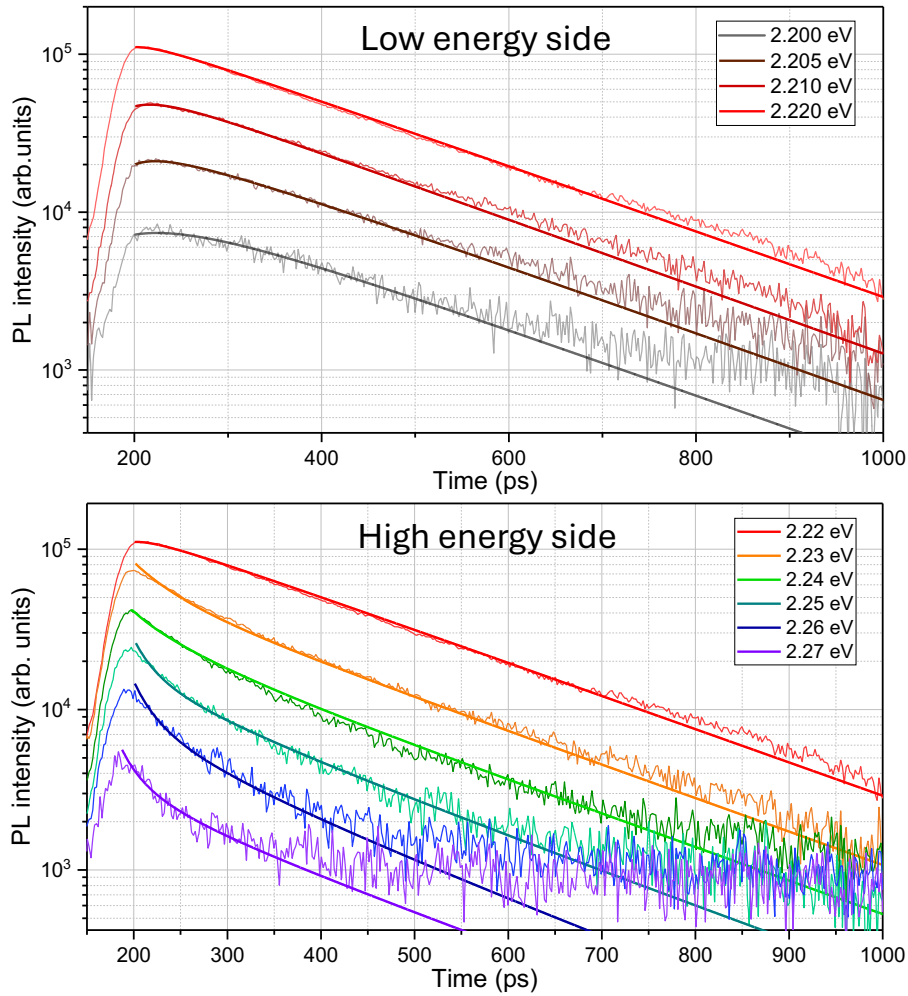 Low energy side
2.200 eV
2.205 eV
2.210 eV
2.220 eV
PL intensity (arb.units)
10^5
10^4
10^3
200 400 600 800 1000
Time (ps)
High energy side
2.22 eV
2.23 eV
2.24 eV
2.25 eV
2.26 eV
2.27 eV
PL intensity (arb. units)
10^5
10^4
10^3
200 300 400 500 600 700 800 900 1000
Time (ps)